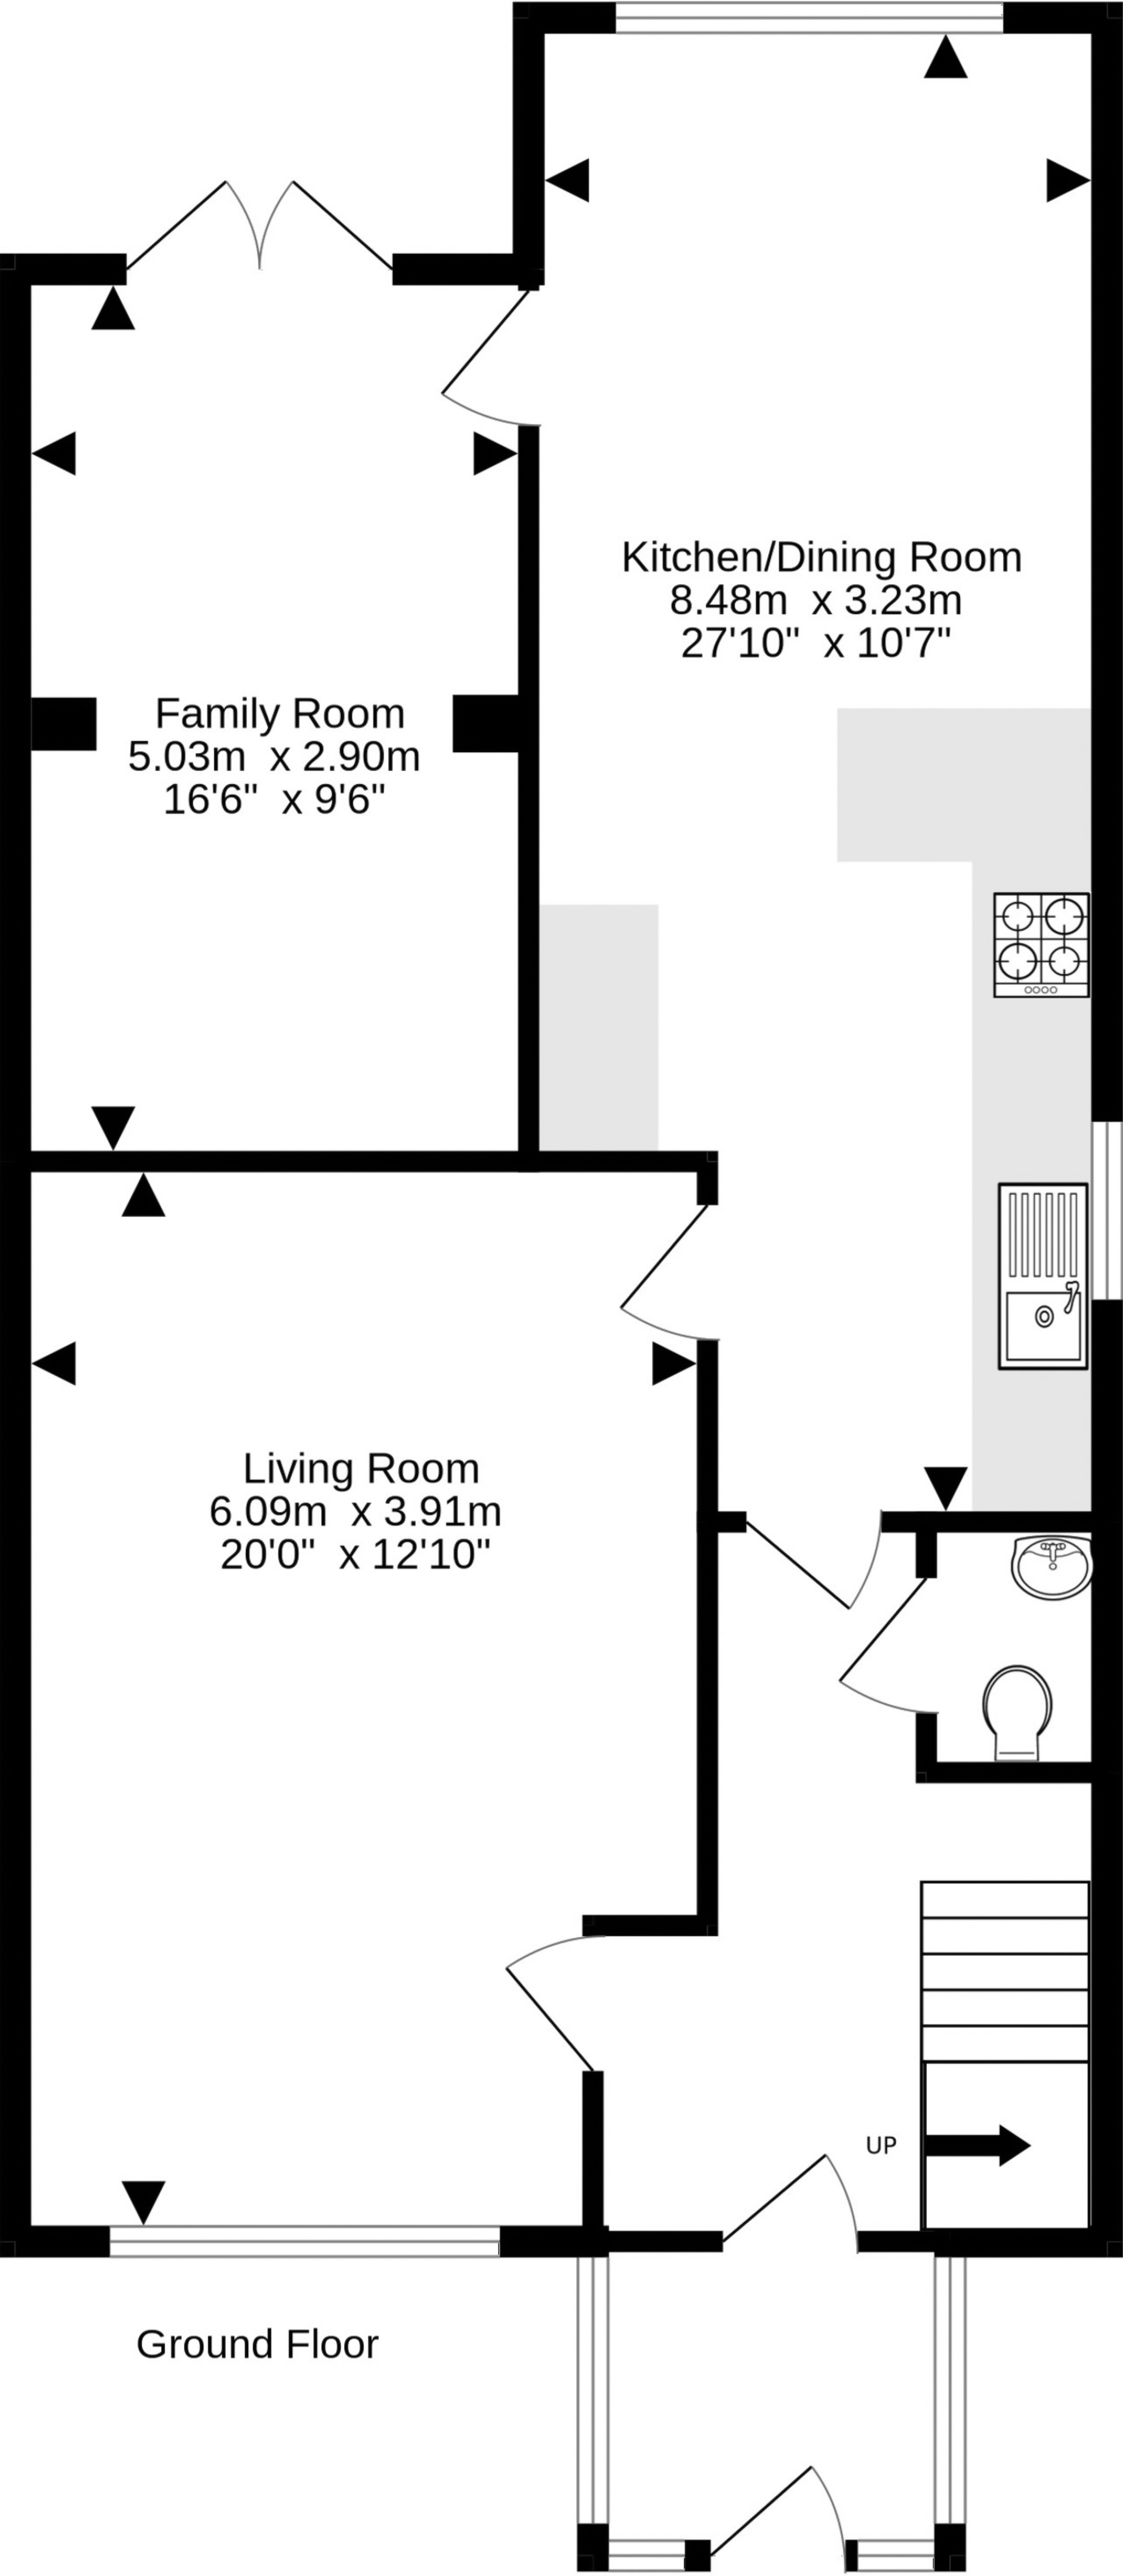 Kitchen/Dining Room
8.48m x 3.23m
27'10" x 10'7"
Family Room
5.03m x 2.90m
16'6" x 9'6"
Living Room
6.09m x 3.91m
20'0" x 12'10"
UP
Ground Floor